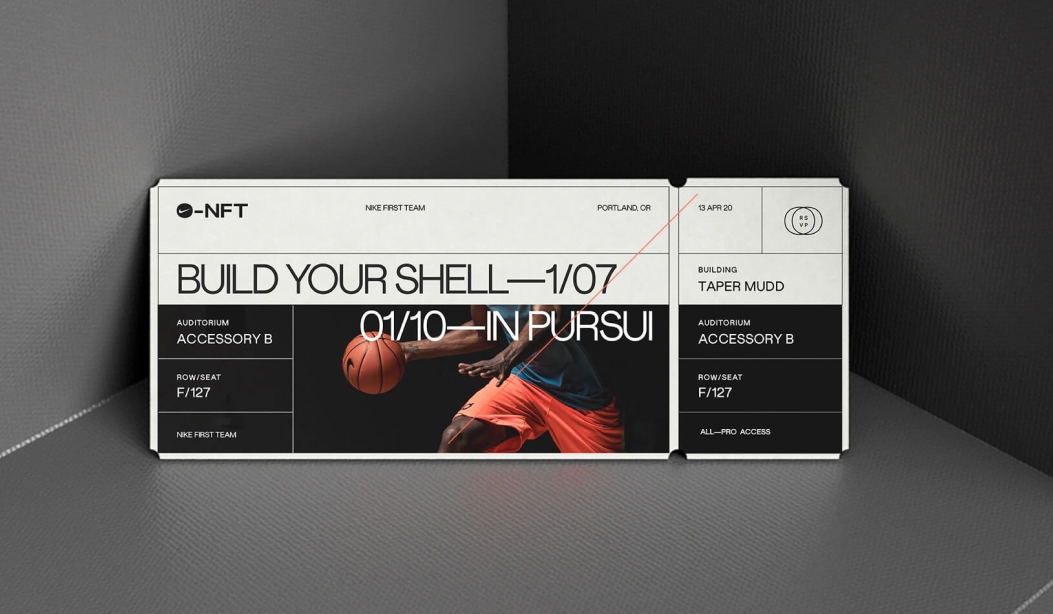 -NFT
NIKE FIRST TEAM
PORTLAND, OR
BUILD YOUR SHELL—1/07
01/10—IN PURSUI
AUDITORIUM
ACCESSORY B
ROW/SEAT
F/127
NIKE FIRST TEAM
13 APR 20
RS
VP
BUILDING
TAPER MUDD
AUDITORIUM
ACCESSORY B
ROW/SEAT
F/127
ALL—PRO ACCESS